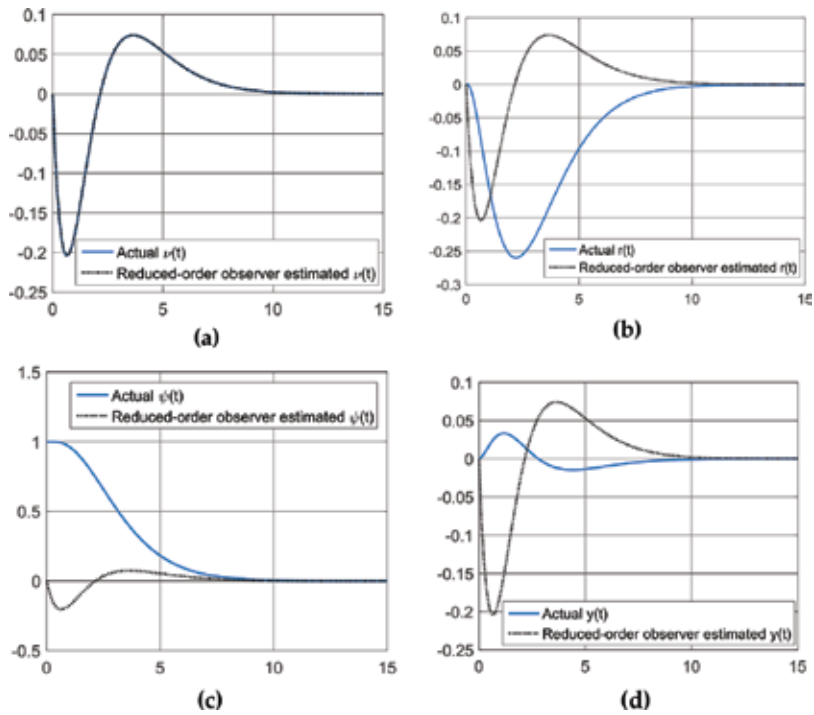 0.1
0.05
0
-0.05
-0.1
-0.15
-0.2
-0.25
0 5 10 15
Actual ν(t)
Reduced-order observer estimated ν(t)
(a)
0.1
0.05
0
-0.05
-0.1
-0.15
-0.2
-0.25
-0.3
0 5 10 15
Actual r(t)
Reduced-order observer estimated r(t)
(b)
1.5
1
0.5
0
-0.5
0 5 10 15
Actual ψ(t)
Reduced-order observer estimated ψ(t)
(c)
0.1
0.05
0
-0.05
-0.1
-0.15
-0.2
-0.25
0 5 10 15
Actual y(t)
Reduced-order observer estimated y(t)
(d)